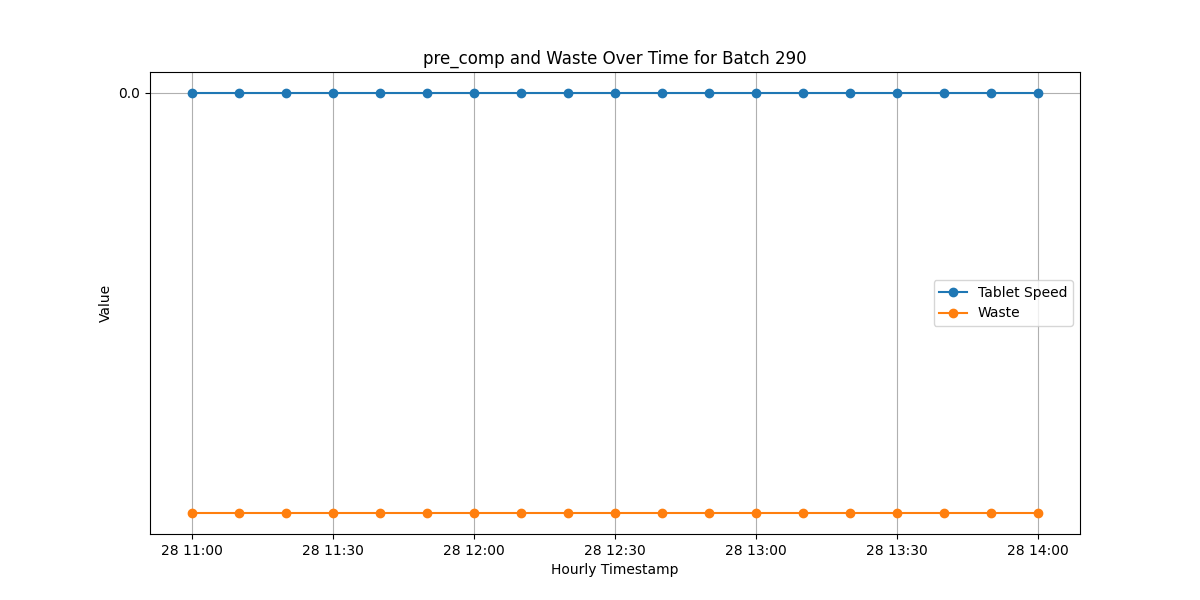 pre_comp and Waste Over Time for Batch 290
0.0
Value
Tablet Speed
Waste
28 11:00 28 11:30 28 12:00 28 12:30 28 13:00 28 13:30 28 14:00
Hourly Timestamp